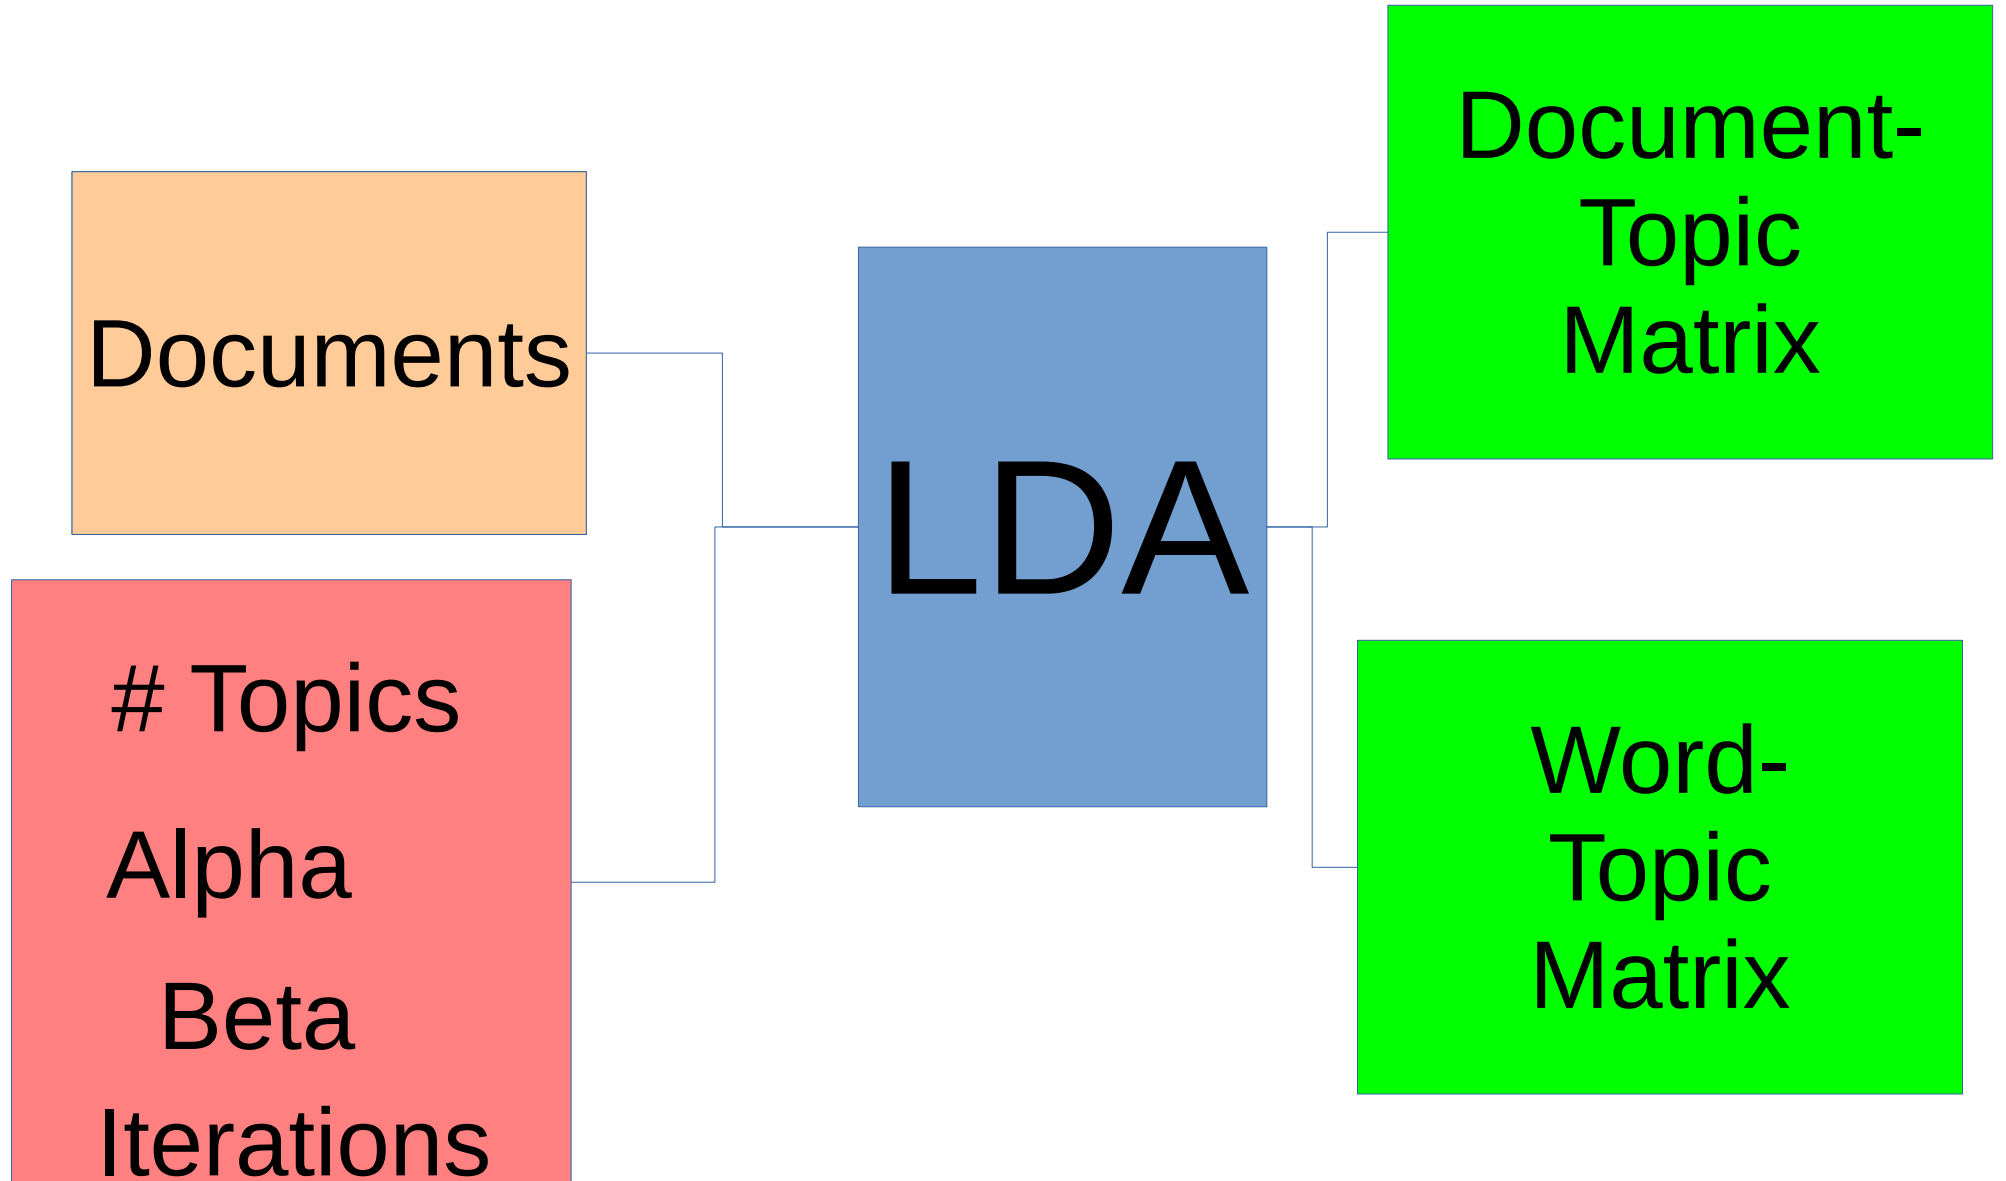 Documents
# Topics
Alpha
Beta
Iterations
LDA
Document-
Topic
Matrix
Word-
Topic
Matrix